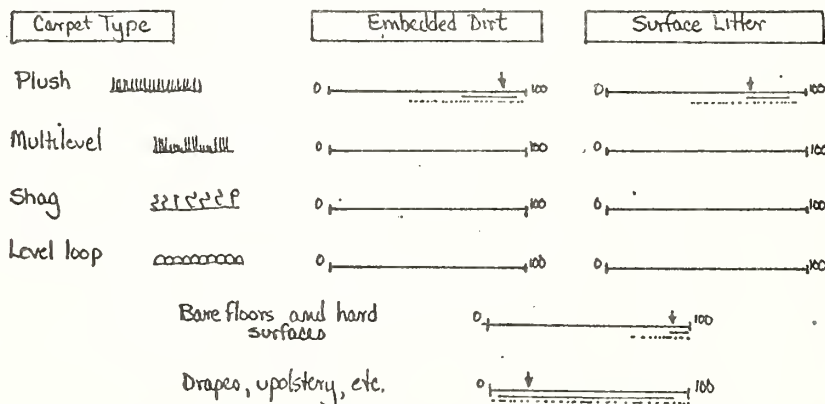 Carpet Type Embedded Dirt Surface Litter
Plush 0 100 0 100
Multilevel 0 100 0 100
Shag 0 100 0 100
Level loop 0 100 0 100
Bare floors and hard
surfaces 0 100
Drapes, upolstery, etc. 0 100